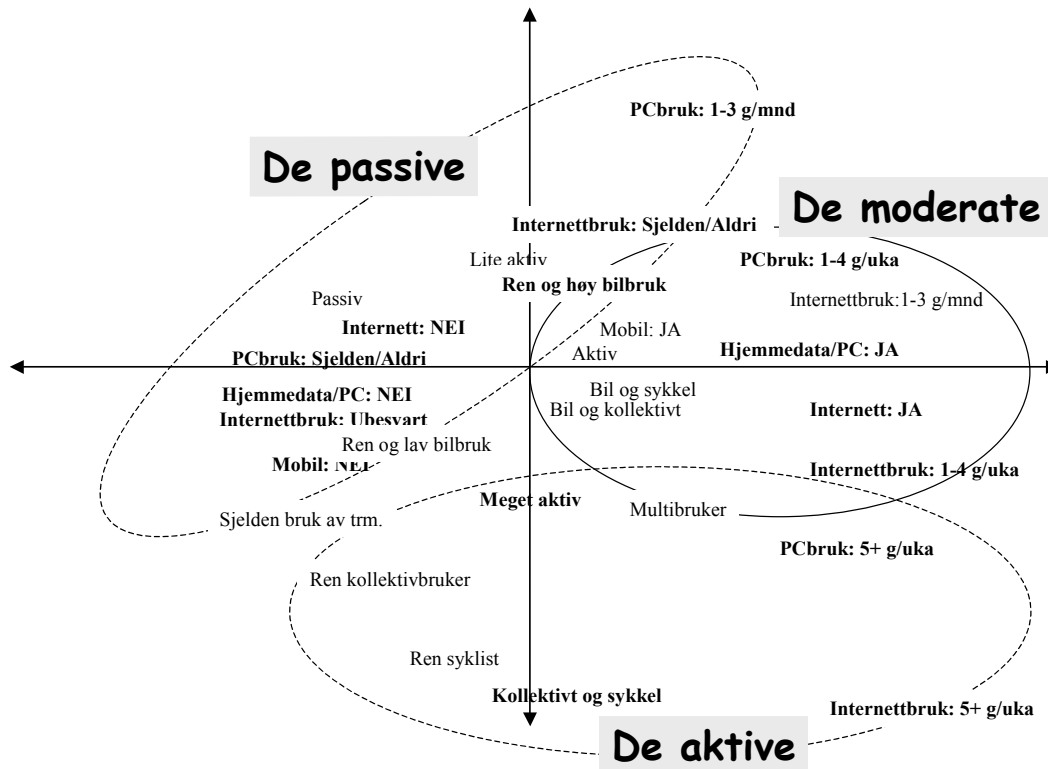 PCbruk: 1-3 g/mnd
De passive
De moderate
Internettbruk: Sjelden/Aldri
Lite aktiv
PCbruk: 1-4 g/uka
Ren og høy bilbruk
Passiv
Internettbruk:1-3 g/mnd
Internett: NEI
Mobil: JA
PCbruk: Sjelden/Aldri
Aktiv
Hjemmedata/PC: JA
Hjemmedata/PC: NEI
Bil og sykkel
Internettbruk: Ubesvart
Bil og kollektivt
Internett: JA
Ren og lav bilbruk
Mobil: NEI
Internettbruk: 1-4 g/uka
Meget aktiv
Multibruker
Sjelden bruk av trm.
PCbruk: 5+ g/uka
Ren kollektivbruker
Ren syklist
Kollektivt og sykkel
Internettbruk: 5+ g/uka
De aktive